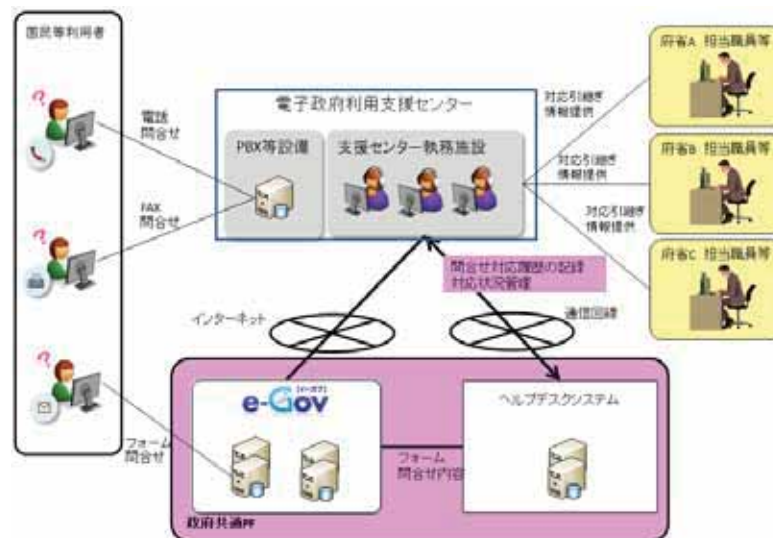 国民等利用者
電話
問合せ
FAX
問合せ
フォーム
問合せ
電子政府利用支援センター
PBX等設備
支援センター執務施設
対応引継ぎ
情報提供
対応引継ぎ
情報提供
対応引継ぎ
情報提供
府省A 担当職員等
府省B 担当職員等
府省C 担当職員等
問合せ対応履歴の記録
対応状況管理
インターネット
通信回線
[イーガブ]
e-Gov
フォーム
問合せ内容
ヘルプデスクシステム
政府共通PF